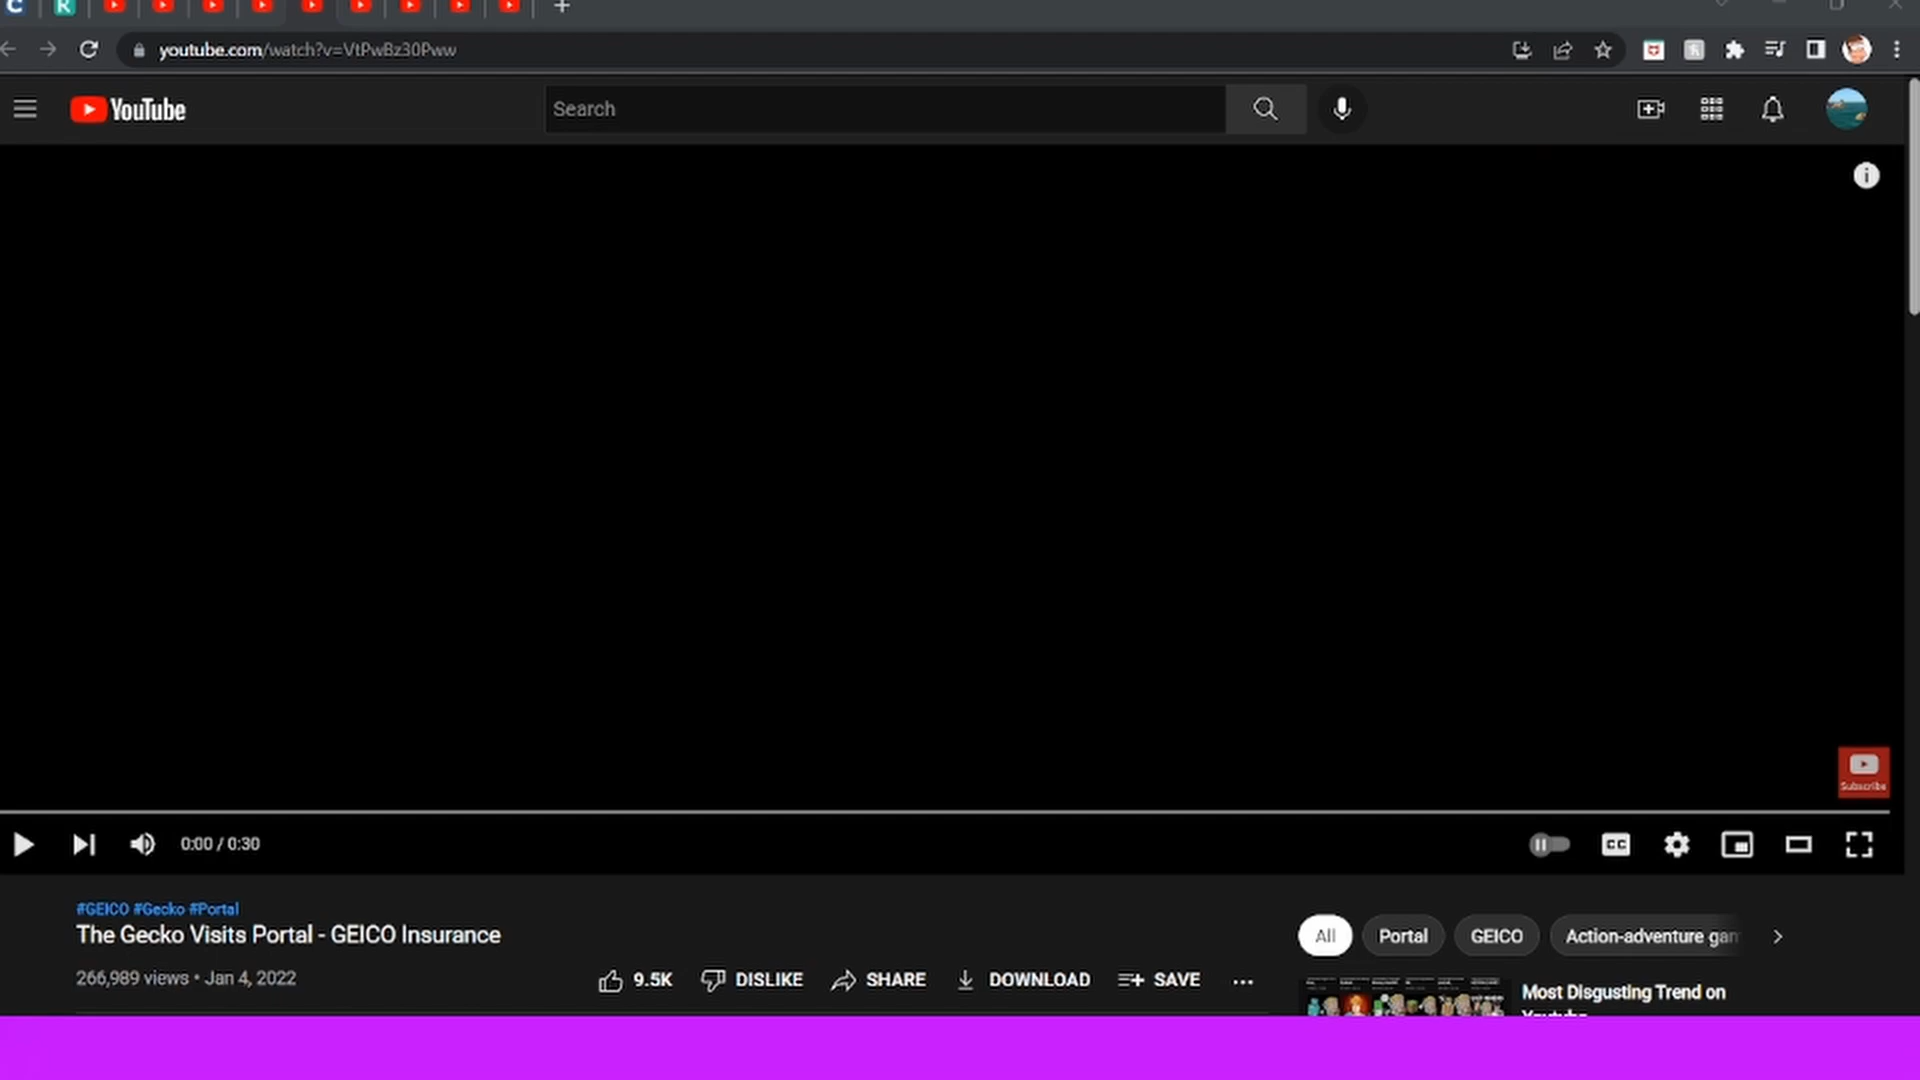 C R
youtube.com/watch?v=VtPwBz30Pww
YouTube
Search
Subscribe
0:00 / 0:30
CC
#GEICO #Gecko #Portal
The Gecko Visits Portal - GEICO Insurance
All Portal GEICO Action-adventure gam
266,989 views • Jan 4, 2022
9.5K DISLIKE SHARE DOWNLOAD SAVE
Most Disgusting Trend on